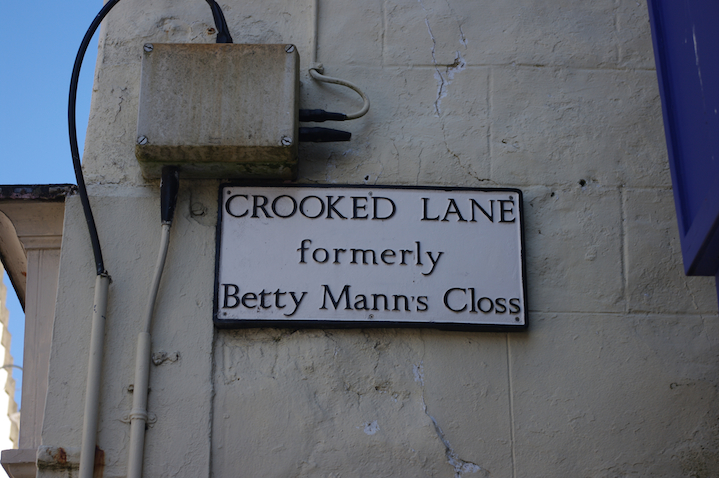 CROOKED LANE
formerly
Betty Mann's Closs